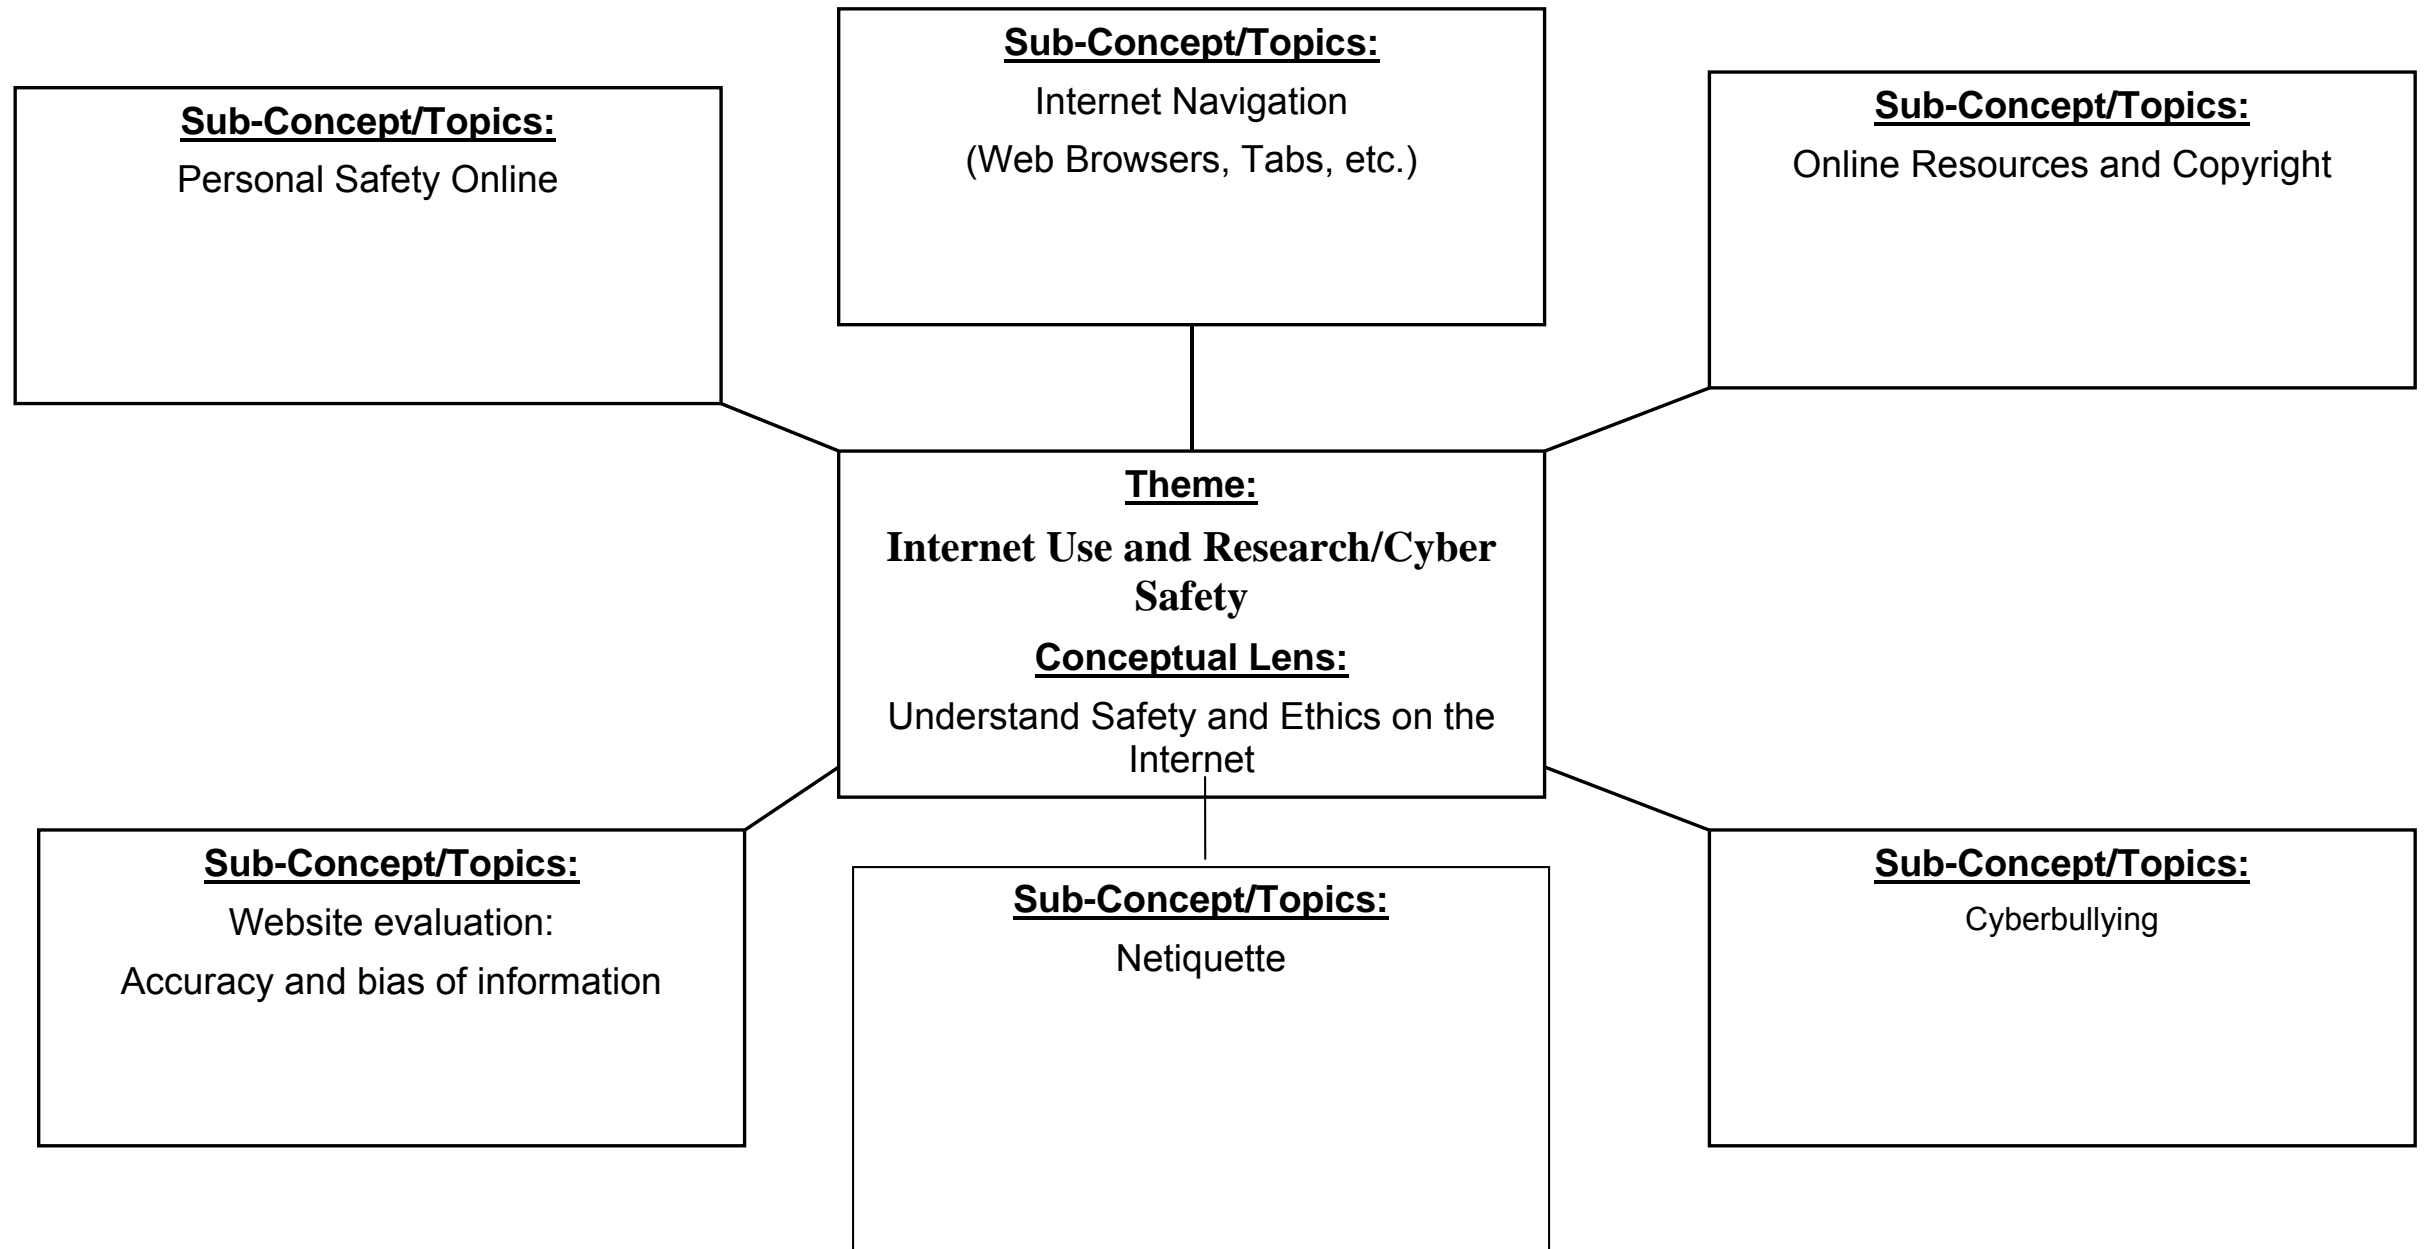 Sub-Concept/Topics:
Personal Safety Online
Sub-Concept/Topics:
Internet Navigation
(Web Browsers, Tabs, etc.)
Sub-Concept/Topics:
Online Resources and Copyright
Theme:
Internet Use and Research/Cyber
Safety
Conceptual Lens:
Understand Safety and Ethics on the
Internet
Sub-Concept/Topics:
Website evaluation:
Accuracy and bias of information
Sub-Concept/Topics:
Netiquette
Sub-Concept/Topics:
Cyberbullying